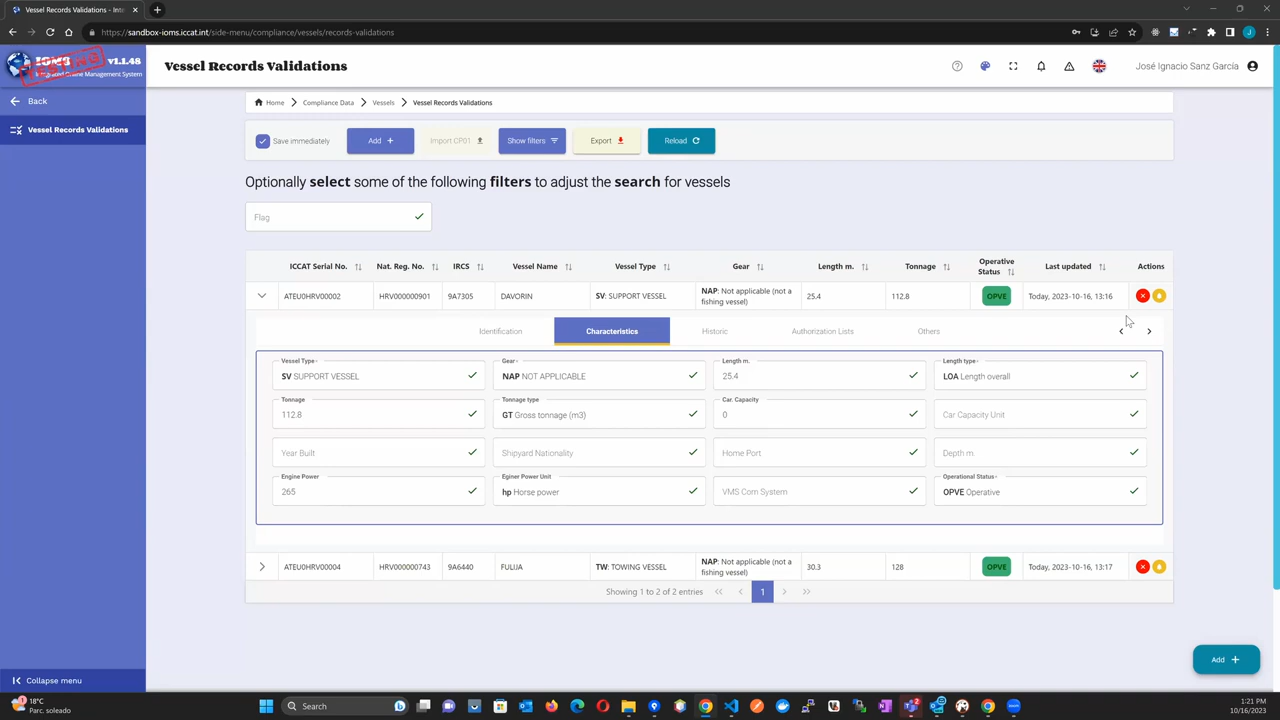 Vessel Records Validations - Int
https://sandbox-ioms.iccat.int/side-menu/compliance/vessels/records-validations
IOMS v1.1.48
Integrated Online Management System
TESTING
Vessel Records Validations
José Ignacio Sanz García
Back
Vessel Records Validations
Home Compliance Data Vessels Vessel Records Validations
Save immediately Add + Import CP01 Show filters Export Reload
Optionally select some of the following filters to adjust the search for vessels
Flag
ICCAT Serial No. Nat. Reg. No. IRCS Vessel Name Vessel Type Gear Length m. Tonnage Operative Status Last updated Actions
ATEU0HRV00002 HRV000000901 9A7305 DAVORIN SV: SUPPORT VESSEL NAP: Not applicable (not a fishing vessel) 25.4 112.8 OPVE Today, 2023-10-16, 13:16
Identification Characteristics Historic Authorization Lists Others
Vessel Type* Gear* Length m. Length type*
SV SUPPORT VESSEL NAP NOT APPLICABLE 25.4 LOA Length overall
Tonnage Tonnage type Car. Capacity
112.8 GT Gross tonnage (m3) 0 Car Capacity Unit
Year Built Shipyard Nationality Home Port Depth m.
Engine Power Eginer Power Unit Operational Status*
265 hp Horse power VMS Com System OPVE Operative
ATEU0HRV00004 HRV000000743 9A6440 FULIJA TW: TOWING VESSEL NAP: Not applicable (not a fishing vessel) 30.3 128 OPVE Today, 2023-10-16, 13:17
Showing 1 to 2 of 2 entries « ‹ 1 › »
Add +
Collapse menu
1
18°C
Parc. soleado
Search
1:21 PM
10/16/2023